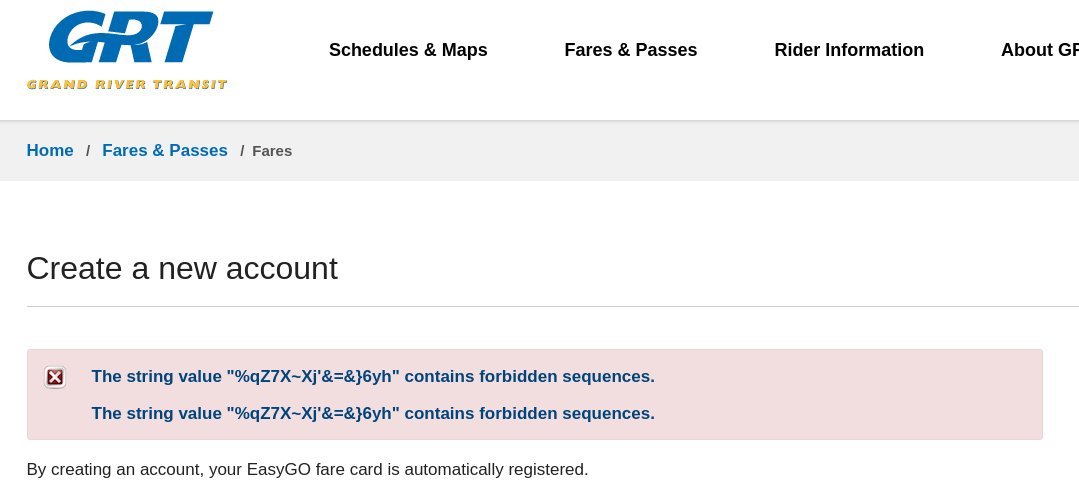 GRT
GRAND RIVER TRANSIT
Schedules & Maps Fares & Passes Rider Information About GR
Home / Fares & Passes / Fares
Create a new account
The string value "%qZ7X~Xj'&=&}6yh" contains forbidden sequences.
The string value "%qZ7X~Xj'&=&}6yh" contains forbidden sequences.
By creating an account, your EasyGO fare card is automatically registered.